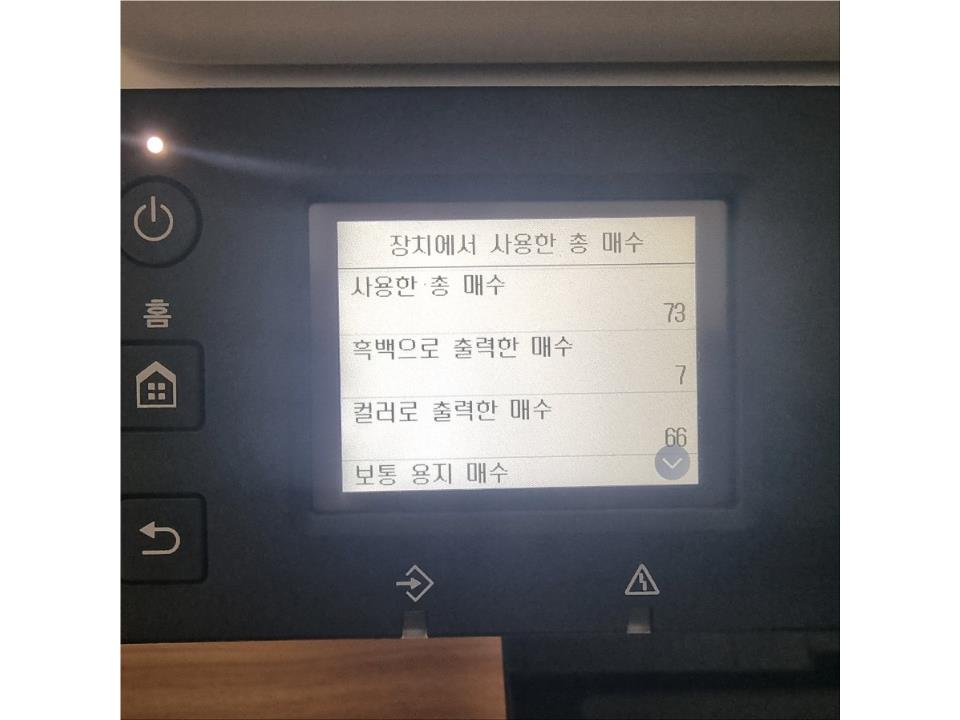 장치에서 사용한 총 매수
사용한 총 매수
73
흑백으로 출력한 매수
7
컬러로 출력한 매수
66
보통 용지 매수
홈